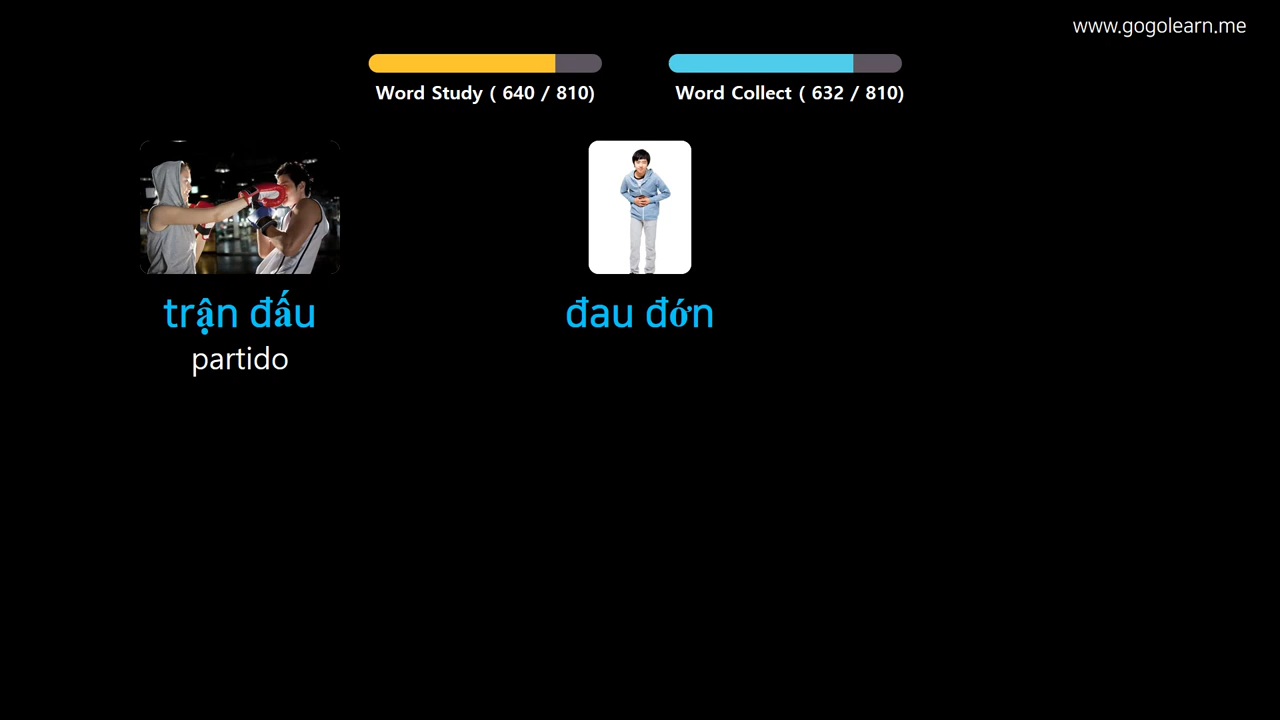 www.gogolearn.me
Word Study ( 640 / 810)
Word Collect ( 632 / 810)
trận đấu
đau đớn
partido